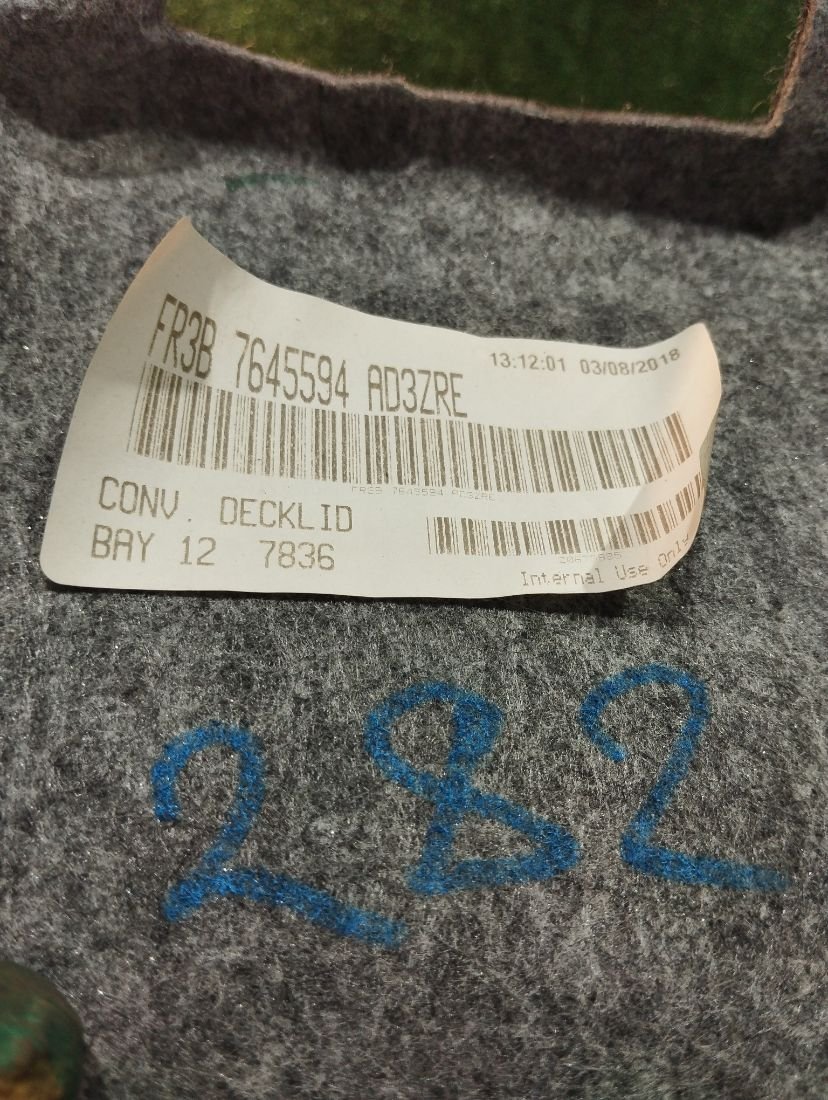 FR3B 7645594 AD3ZRE
13:12:01 03/08/2018
CONV. DECKLID
BAY 12 7836
Internal Use Only
282